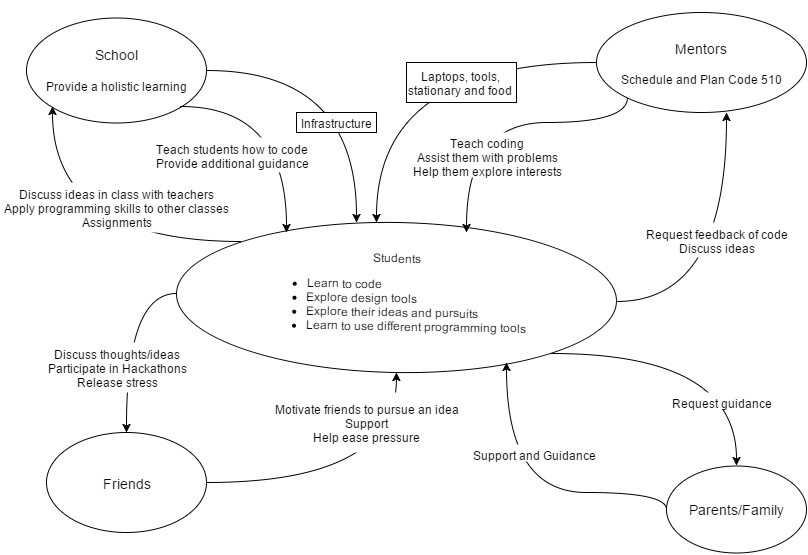 School
Provide a holistic learning
Mentors
Schedule and Plan Code 510
Laptops, tools,
stationary and food
Infrastructure
Teach students how to code
Provide additional guidance
Teach coding
Assist them with problems
Help them explore interests
Discuss ideas in class with teachers
Apply programming skills to other classes
Assignments
Request feedback of code
Discuss ideas
Students
Learn to code
Explore design tools
Explore their ideas and pursuits
Learn to use different programming tools
Discuss thoughts/ideas
Participate in Hackathons
Release stress
Motivate friends to pursue an idea
Support
Help ease pressure
Request guidance
Support and Guidance
Friends
Parents/Family